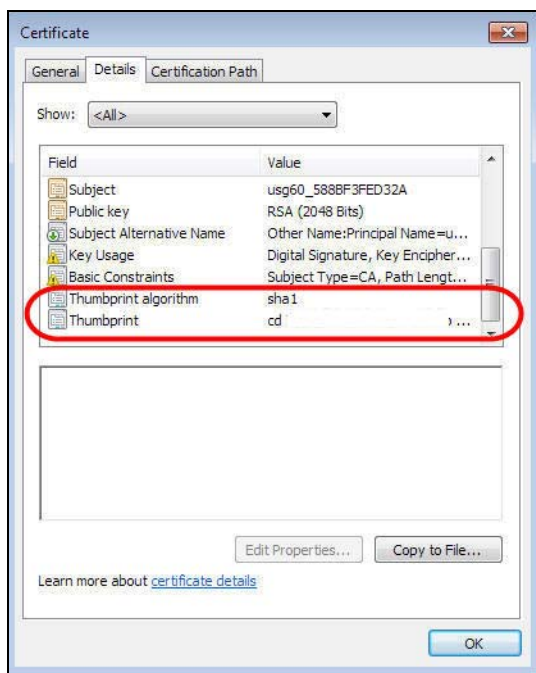 Certificate
General Details Certification Path
Show: <All>
Field Value
Subject usg60_588BF3FED32A
Public key RSA (2048 Bits)
Subject Alternative Name Other Name:Principal Name=u...
Key Usage Digital Signature, Key Encipher...
Basic Constraints Subject Type=CA, Path Lengt...
Thumbprint algorithm sha1
Thumbprint cd ...
Edit Properties... Copy to File...
Learn more about certificate details
OK